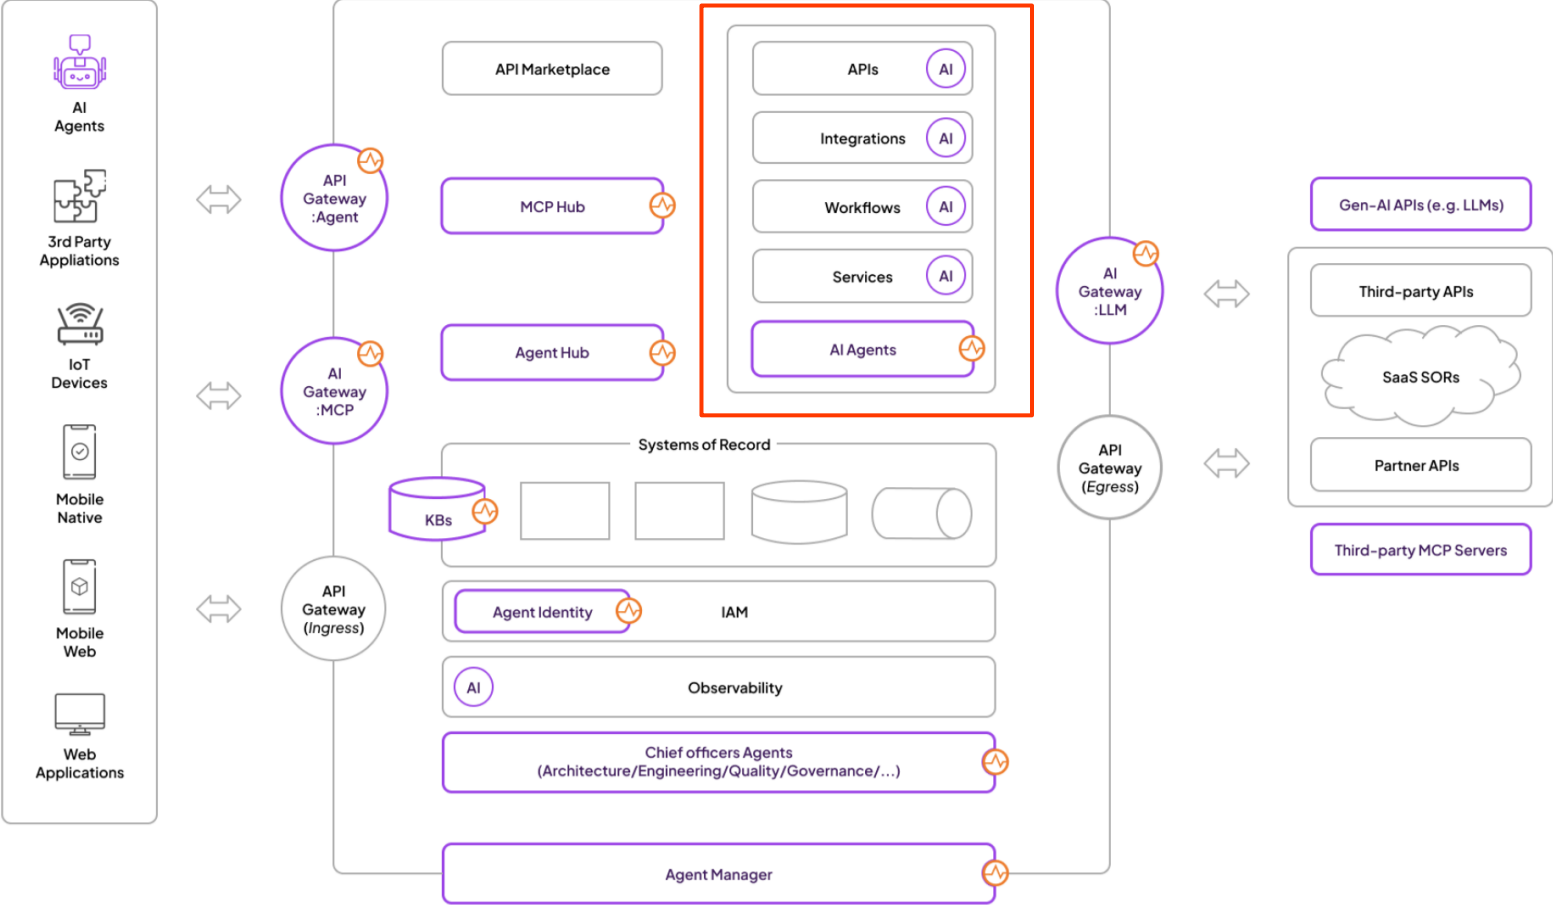 AI
Agents
3rd Party
Appliations
IoT
Devices
Mobile
Native
Mobile
Web
Web
Applications
API
Gateway
:Agent
AI
Gateway
:MCP
API
Gateway
(Ingress)
API Marketplace
MCP Hub
Agent Hub
APIs
AI
Integrations
AI
Workflows
AI
Services
AI
AI Agents
Systems of Record
KBs
Agent Identity
IAM
AI
Observability
Chief officers Agents
(Architecture/Engineering/Quality/Governance/...)
Agent Manager
AI
Gateway
:LLM
API
Gateway
(Egress)
Gen-AI APIs (e.g. LLMs)
Third-party APIs
SaaS SORs
Partner APIs
Third-party MCP Servers